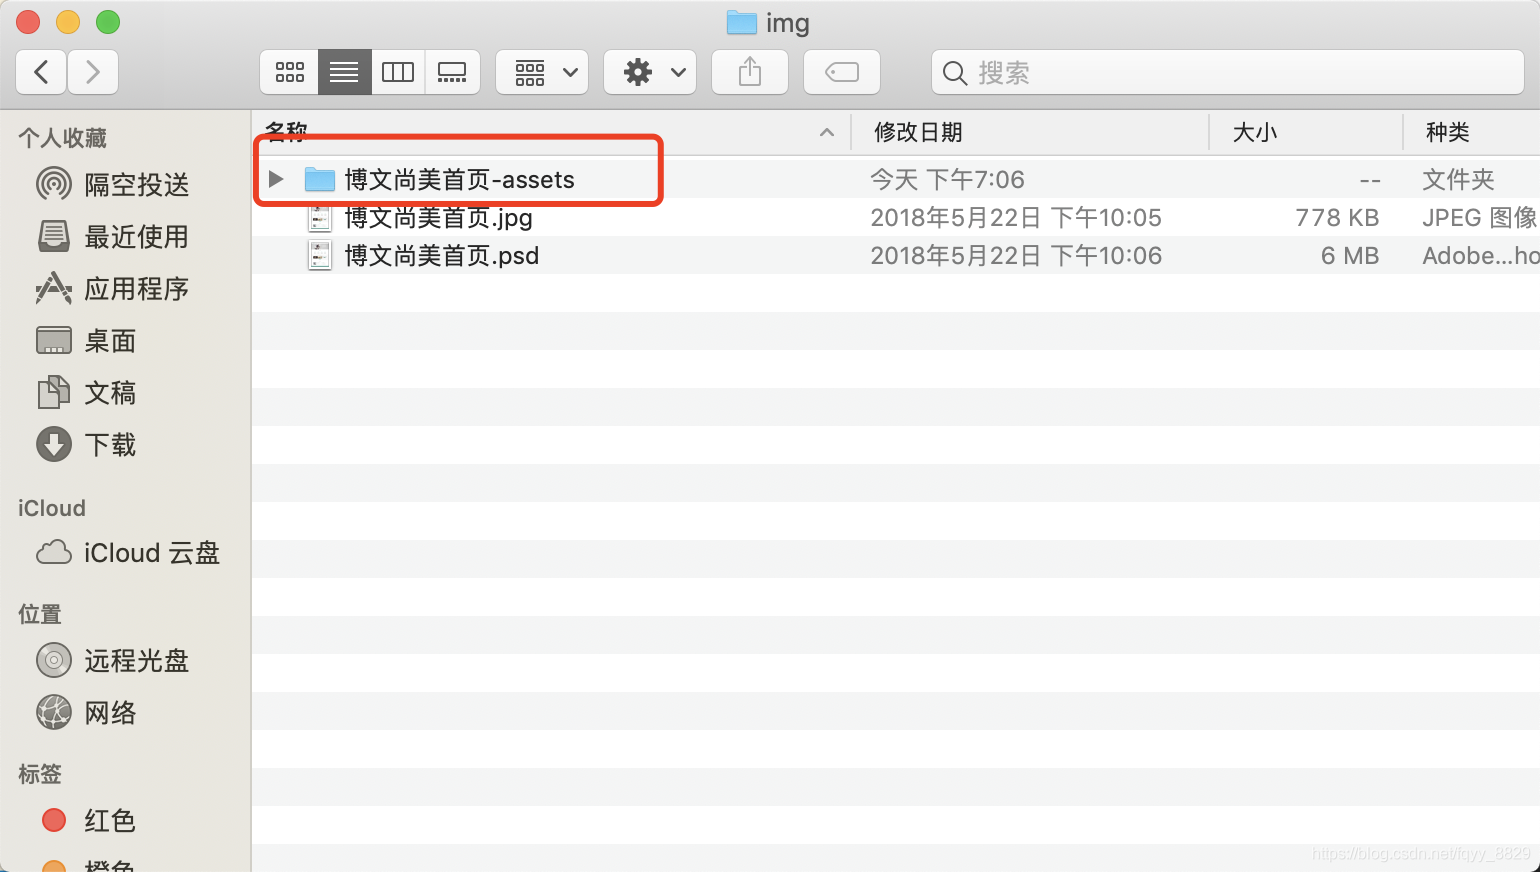 img
搜索
个人收藏
隔空投送
最近使用
应用程序
桌面
文稿
下载
iCloud
iCloud 云盘
位置
远程光盘
网络
标签
红色
橙色
名称 修改日期 大小 种类
博文尚美首页-assets 今天 下午7:06 -- 文件夹
博文尚美首页.jpg 2018年5月22日 下午10:05 778 KB JPEG 图像
博文尚美首页.psd 2018年5月22日 下午10:06 6 MB Adobe...ho
https://blog.csdn.net/fqyy_8829